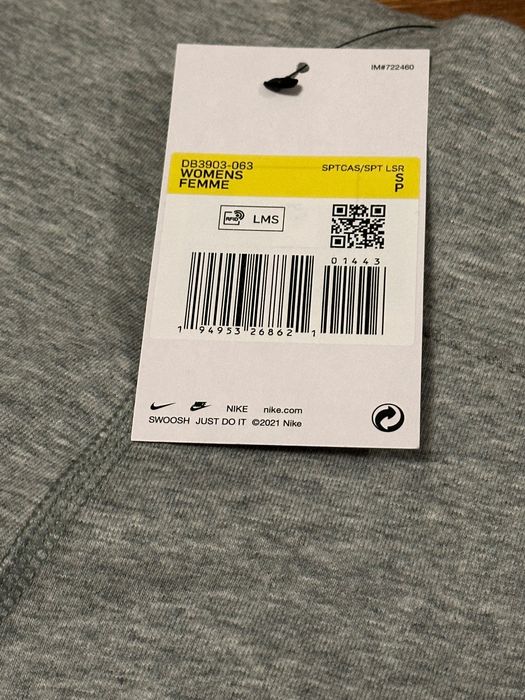 IM#722460
DB3903-063 SPTCAS/SPT LSR
WOMENS S
FEMME P
RFID LMS
01443
1 94953 26862 1
NIKE nike.com
SWOOSH JUST DO IT ©2021 Nike